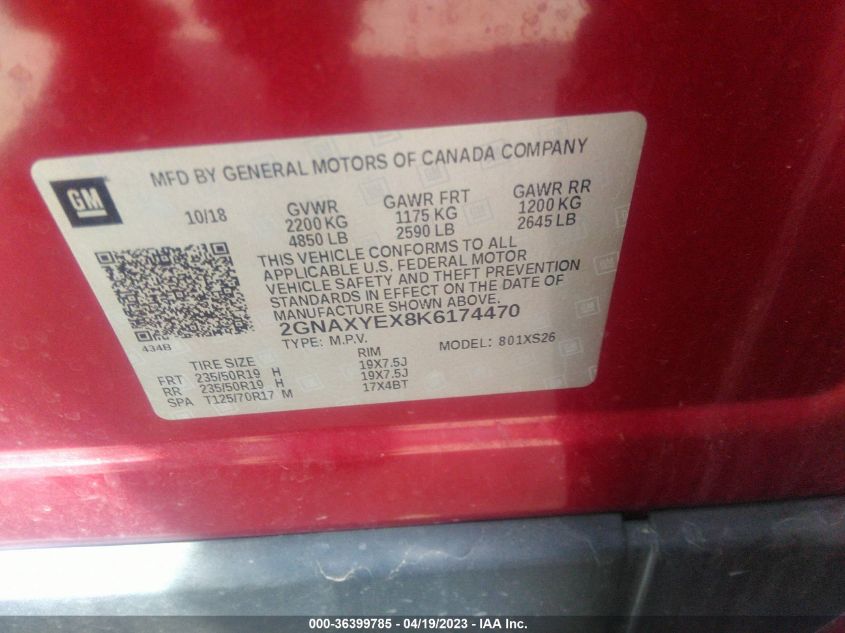 MFD BY GENERAL MOTORS OF CANADA COMPANY
GM
10/18 GVWR GAWR FRT GAWR RR
2200 KG 1175 KG 1200 KG
4850 LB 2590 LB 2645 LB
THIS VEHICLE CONFORMS TO ALL
APPLICABLE U.S. FEDERAL MOTOR
VEHICLE SAFETY AND THEFT PREVENTION
STANDARDS IN EFFECT ON THE DATE OF
MANUFACTURE SHOWN ABOVE.
2GNAXYEX8K6174470
434B TYPE: M.P.V. MODEL: 801XS26
TIRE SIZE RIM
FRT 235/50R19 H 19X7.5J
RR 235/50R19 H 19X7.5J
SPA T125/70R17 M 17X4BT
000-36399785 - 04/19/2023 - IAA Inc.